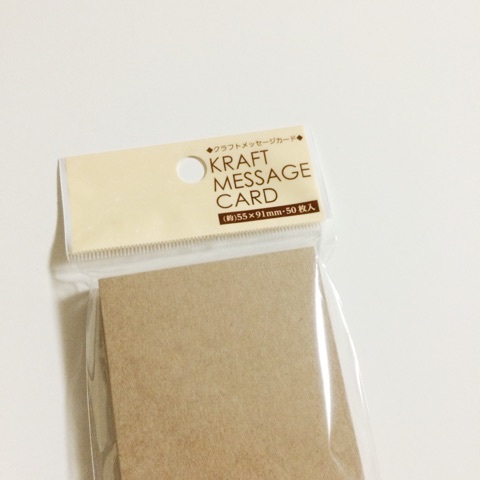 ◆クラフトメッセージカード◆
KRAFT
MESSAGE
CARD
(約)55×91mm・50枚入